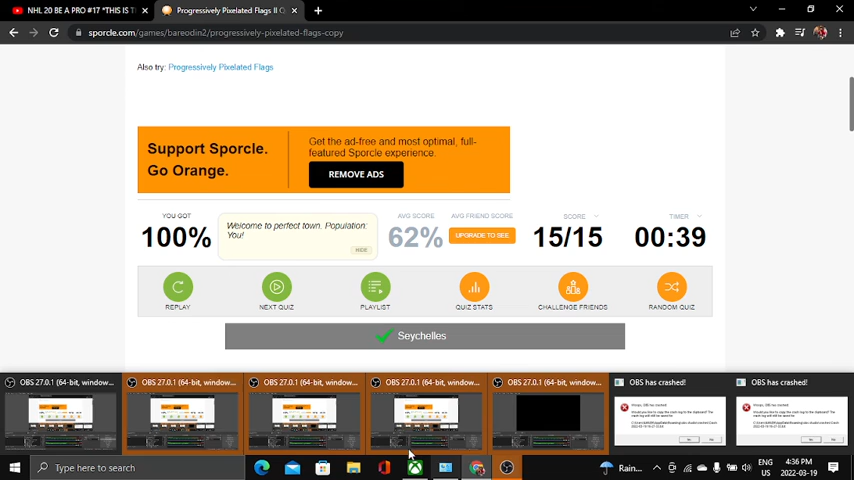 NHL 20 BE A PRO #17 *THIS IS TH
Progressively Pixelated Flags II Q
sporcle.com/games/bareodin2/progressively-pixelated-flags-copy
Also try: Progressively Pixelated Flags
Support Sporcle.
Go Orange.
Get the ad-free and most optimal, full-
featured Sporcle experience.
REMOVE ADS
YOU GOT
100%
Welcome to perfect town. Population:
You!
HIDE
AVG SCORE
62%
AVG FRIEND SCORE
UPGRADE TO SEE
SCORE
15/15
TIMER
00:39
REPLAY
NEXT QUIZ
PLAYLIST
QUIZ STATS
CHALLENGE FRIENDS
RANDOM QUIZ
Seychelles
OBS 27.0.1 (64-bit, window...
OBS 27.0.1 (64-bit, window...
OBS 27.0.1 (64-bit, window...
OBS 27.0.1 (64-bit, window...
OBS 27.0.1 (64-bit, window...
OBS has crashed!
OBS has crashed!
Type here to search
Rain...
ENG
US
4:36 PM
2022-03-19